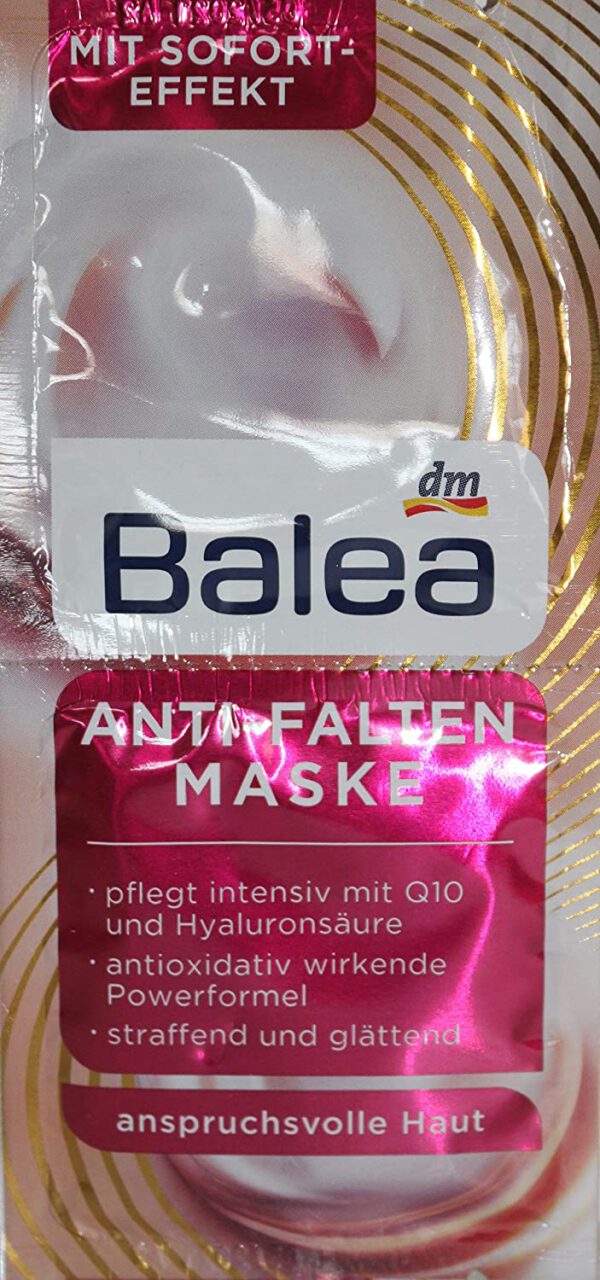 MIT SOFORT-
EFFEKT
dm
Balea
ANTI-FALTEN
MASKE
· pflegt intensiv mit Q10
und Hyaluronsäure
· antioxidativ wirkende
Powerformel
· straffend und glättend
anspruchsvolle Haut